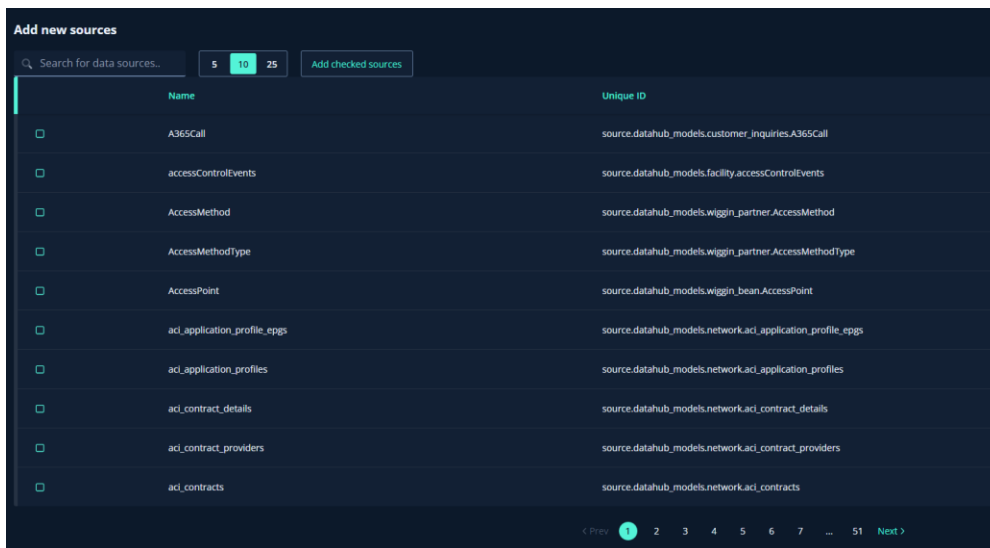 Add new sources
Search for data sources..
5 10 25
Add checked sources
Name Unique ID
A365Call source.datahub_models.customer_inquiries.A365Call
accessControlEvents source.datahub_models.facility.accessControlEvents
AccessMethod source.datahub_models.wiggin_partner.AccessMethod
AccessMethodType source.datahub_models.wiggin_partner.AccessMethodType
AccessPoint source.datahub_models.wiggin_bean.AccessPoint
aci_application_profile_epgs source.datahub_models.network.aci_application_profile_epgs
aci_application_profiles source.datahub_models.network.aci_application_profiles
aci_contract_details source.datahub_models.network.aci_contract_details
aci_contract_providers source.datahub_models.network.aci_contract_providers
aci_contracts source.datahub_models.network.aci_contracts
< Prev 1 2 3 4 5 6 7 ... 51 Next >